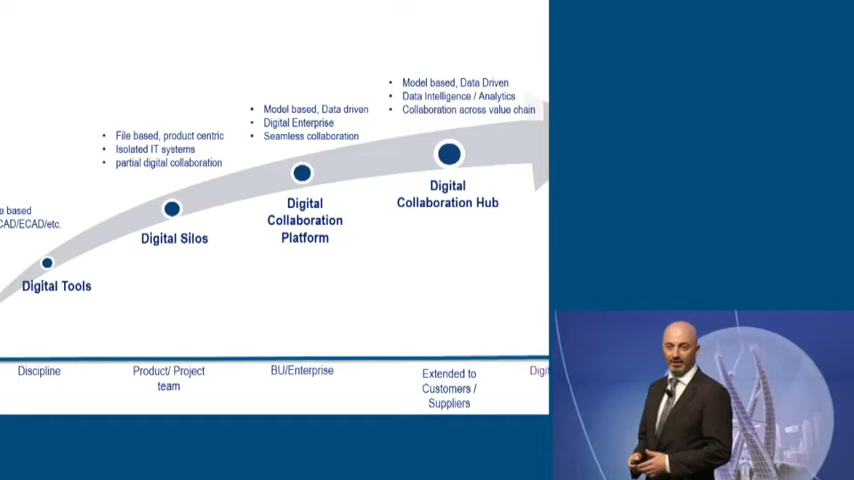 Model based, Data Driven
Data Intelligence / Analytics
Collaboration across value chain
Model based, Data driven
Digital Enterprise
Seamless collaboration
File based, product centric
Isolated IT systems
partial digital collaboration
based
CAD/ECAD/etc.
Digital Tools
Digital Silos
Digital
Collaboration
Platform
Digital
Collaboration Hub
Discipline
Product/ Project
team
BU/Enterprise
Extended to
Customers /
Suppliers
Digit